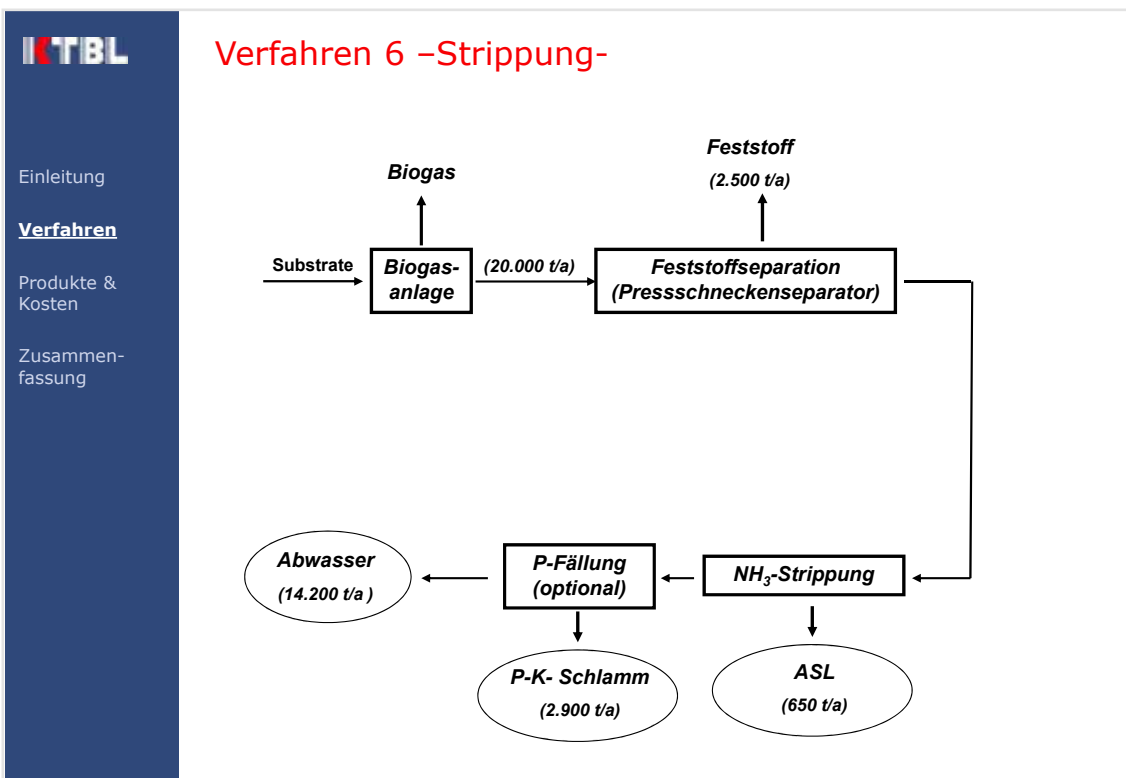 KTBL
Verfahren 6 –Strippung-
Einleitung
Verfahren
Produkte &
Kosten
Zusammen-
fassung
Feststoff
(2.500 t/a)
Biogas
Substrate
Biogas-
anlage
(20.000 t/a)
Feststoffseparation
(Pressschneckenseparator)
Abwasser
(14.200 t/a )
P-Fällung
(optional)
NH₃-Strippung
P-K- Schlamm
(2.900 t/a)
ASL
(650 t/a)